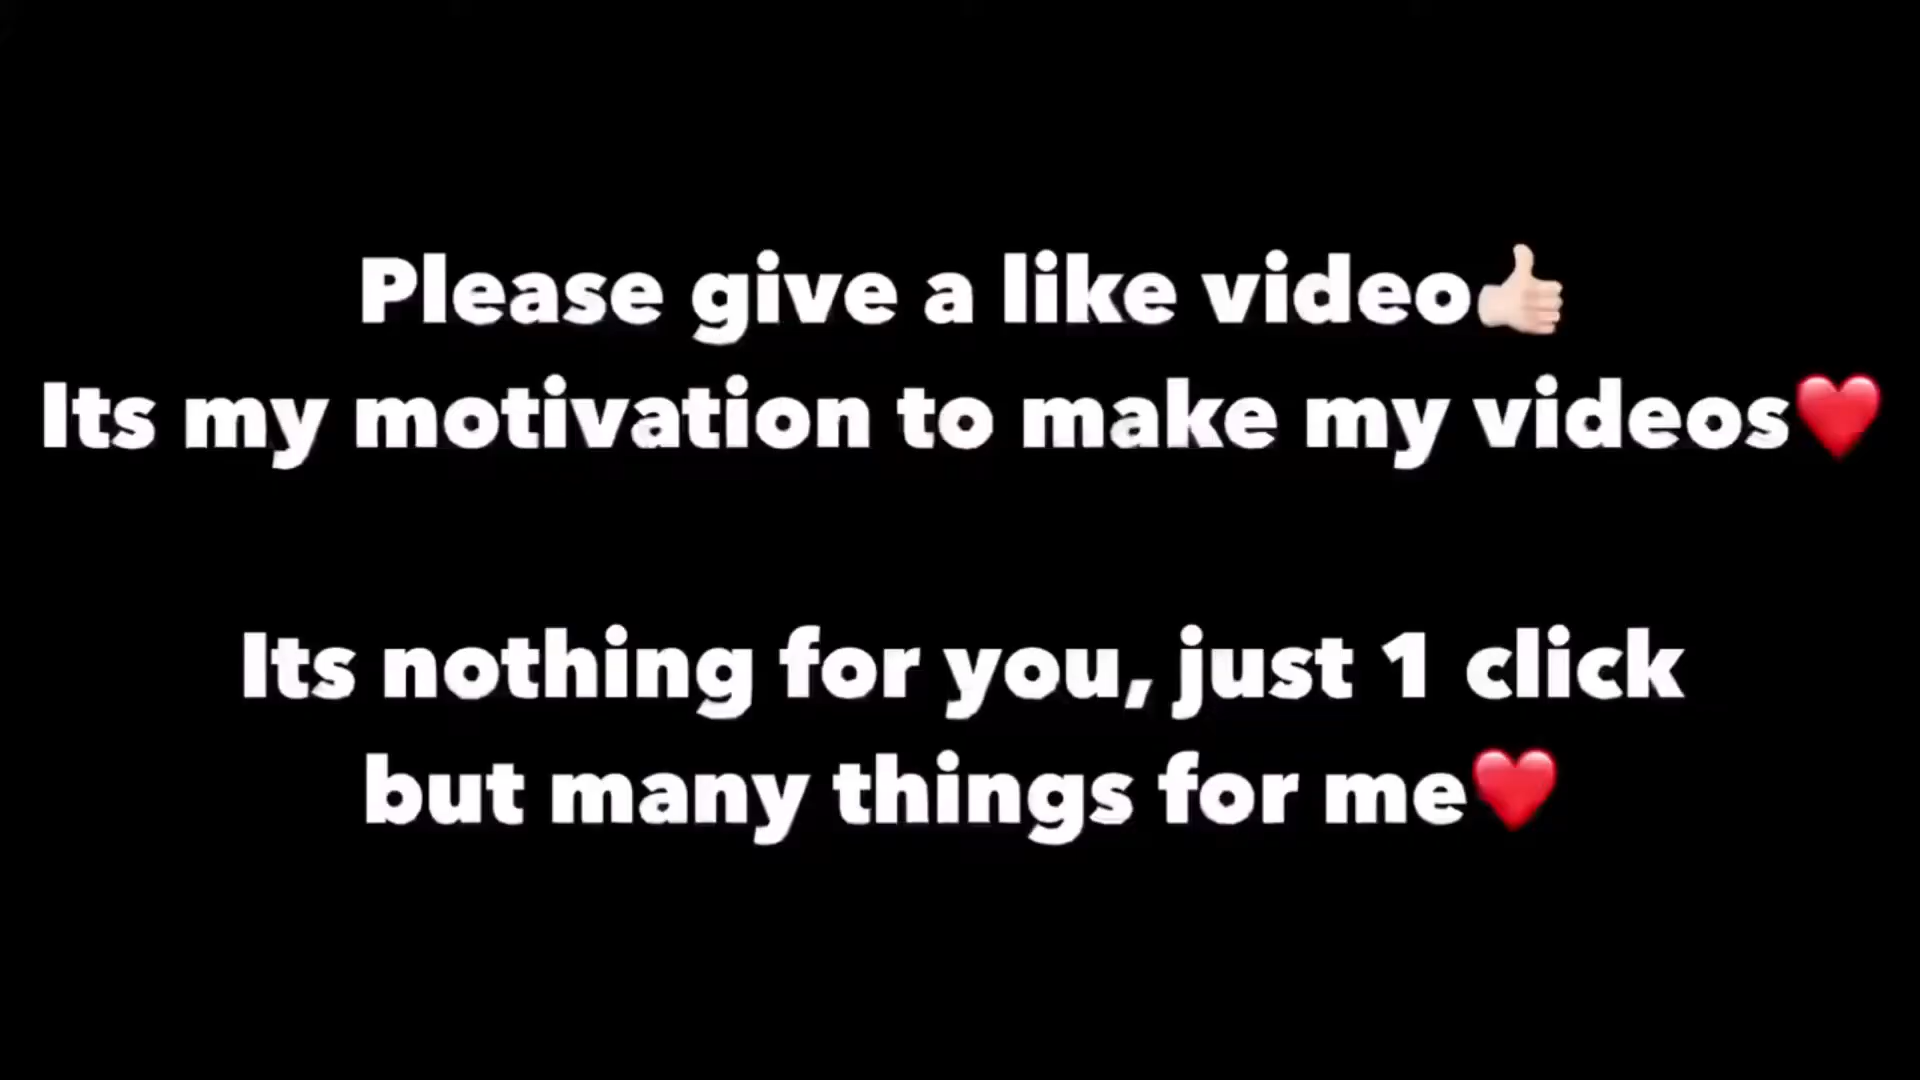 Please give a like video👍🏻
Its my motivation to make my videos❤️
Its nothing for you, just 1 click
but many things for me❤️